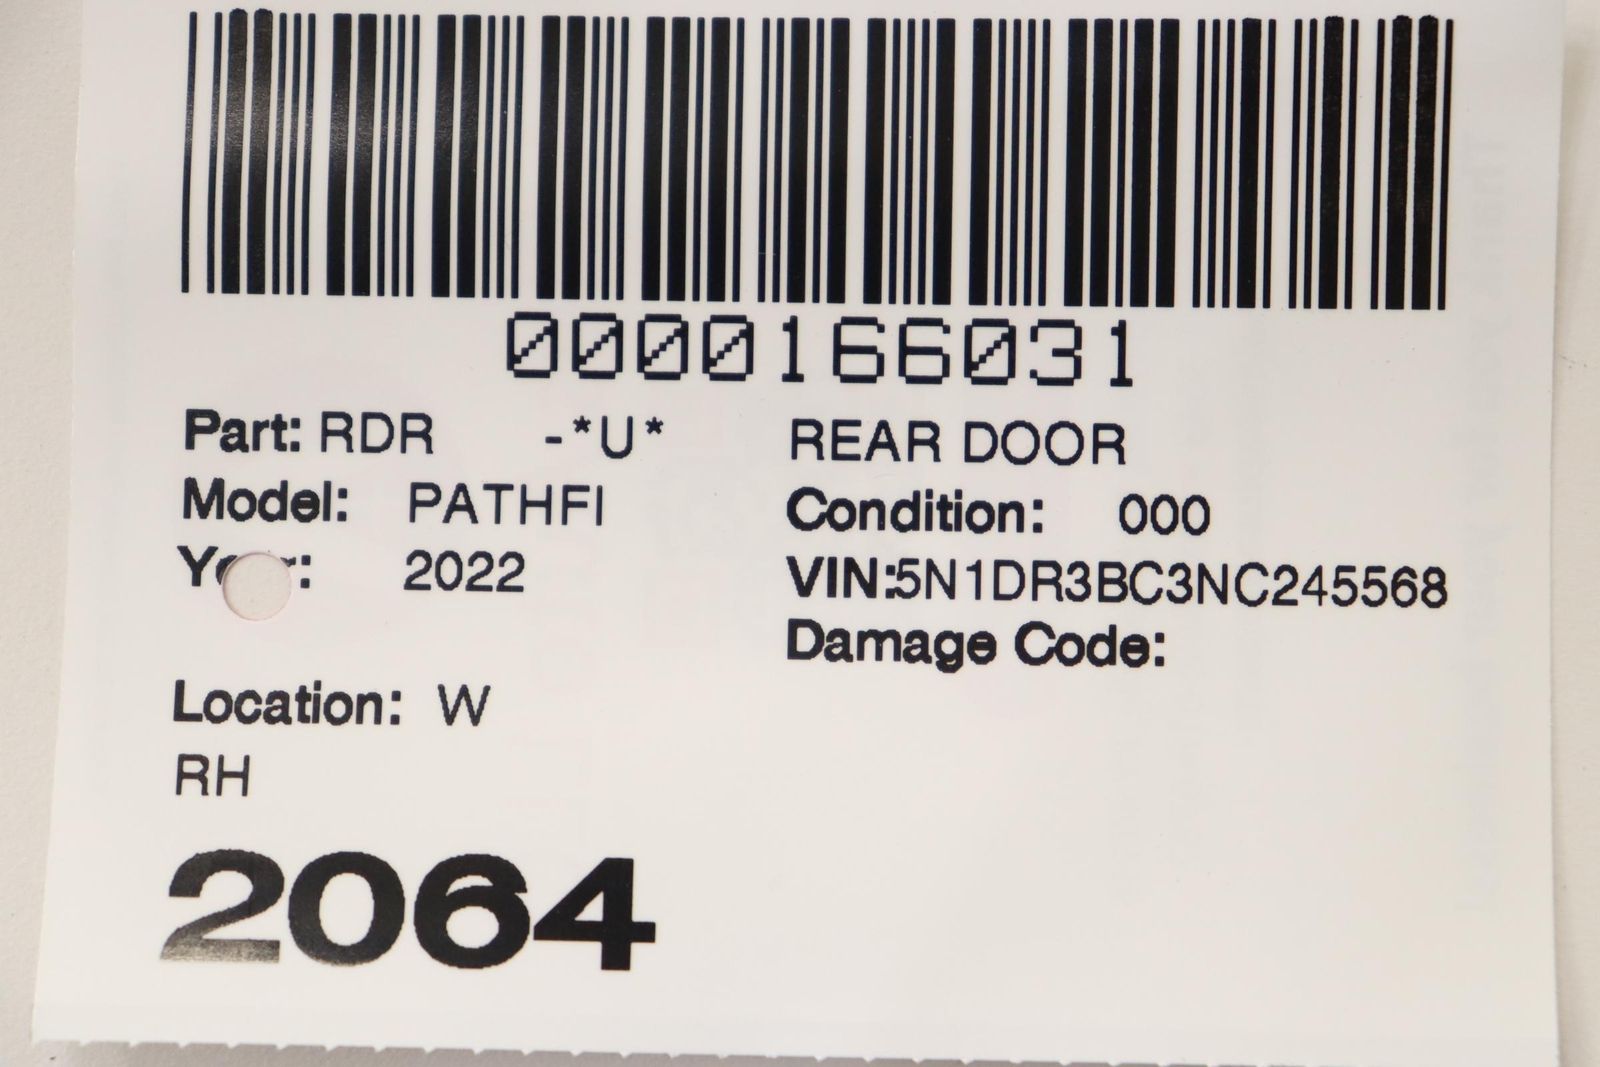 0000166031
Part: RDR -*U* REAR DOOR
Model: PATHFI Condition: 000
2022 VIN:5N1DR3BC3NC245568
Damage Code:
Location: W
RH
2064